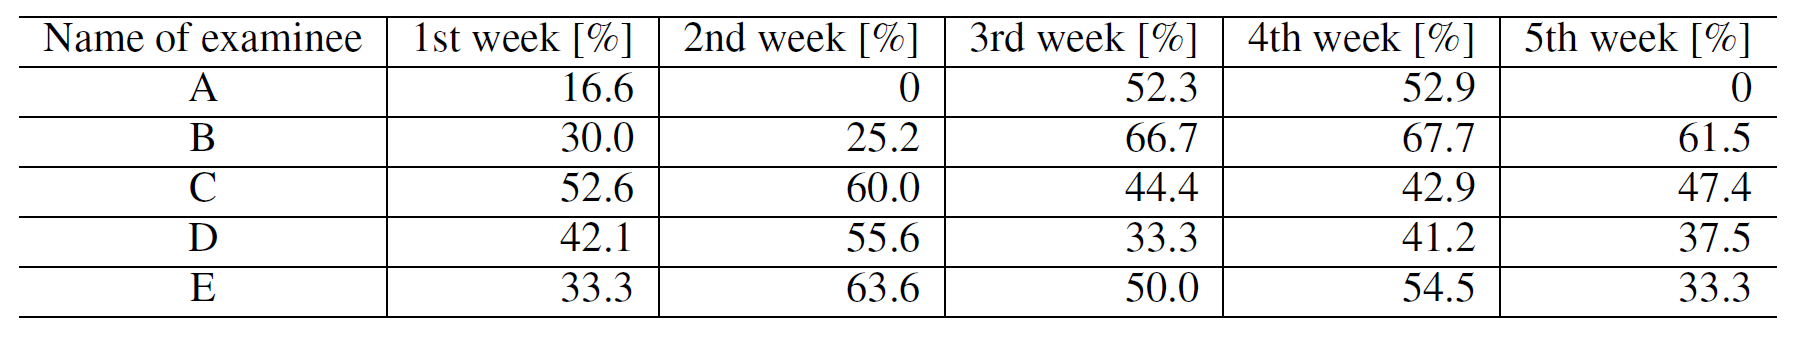 Name of examinee 1st week [%] 2nd week [%] 3rd week [%] 4th week [%] 5th week [%]
A 16.6 0 52.3 52.9 0
B 30.0 25.2 66.7 67.7 61.5
C 52.6 60.0 44.4 42.9 47.4
D 42.1 55.6 33.3 41.2 37.5
E 33.3 63.6 50.0 54.5 33.3